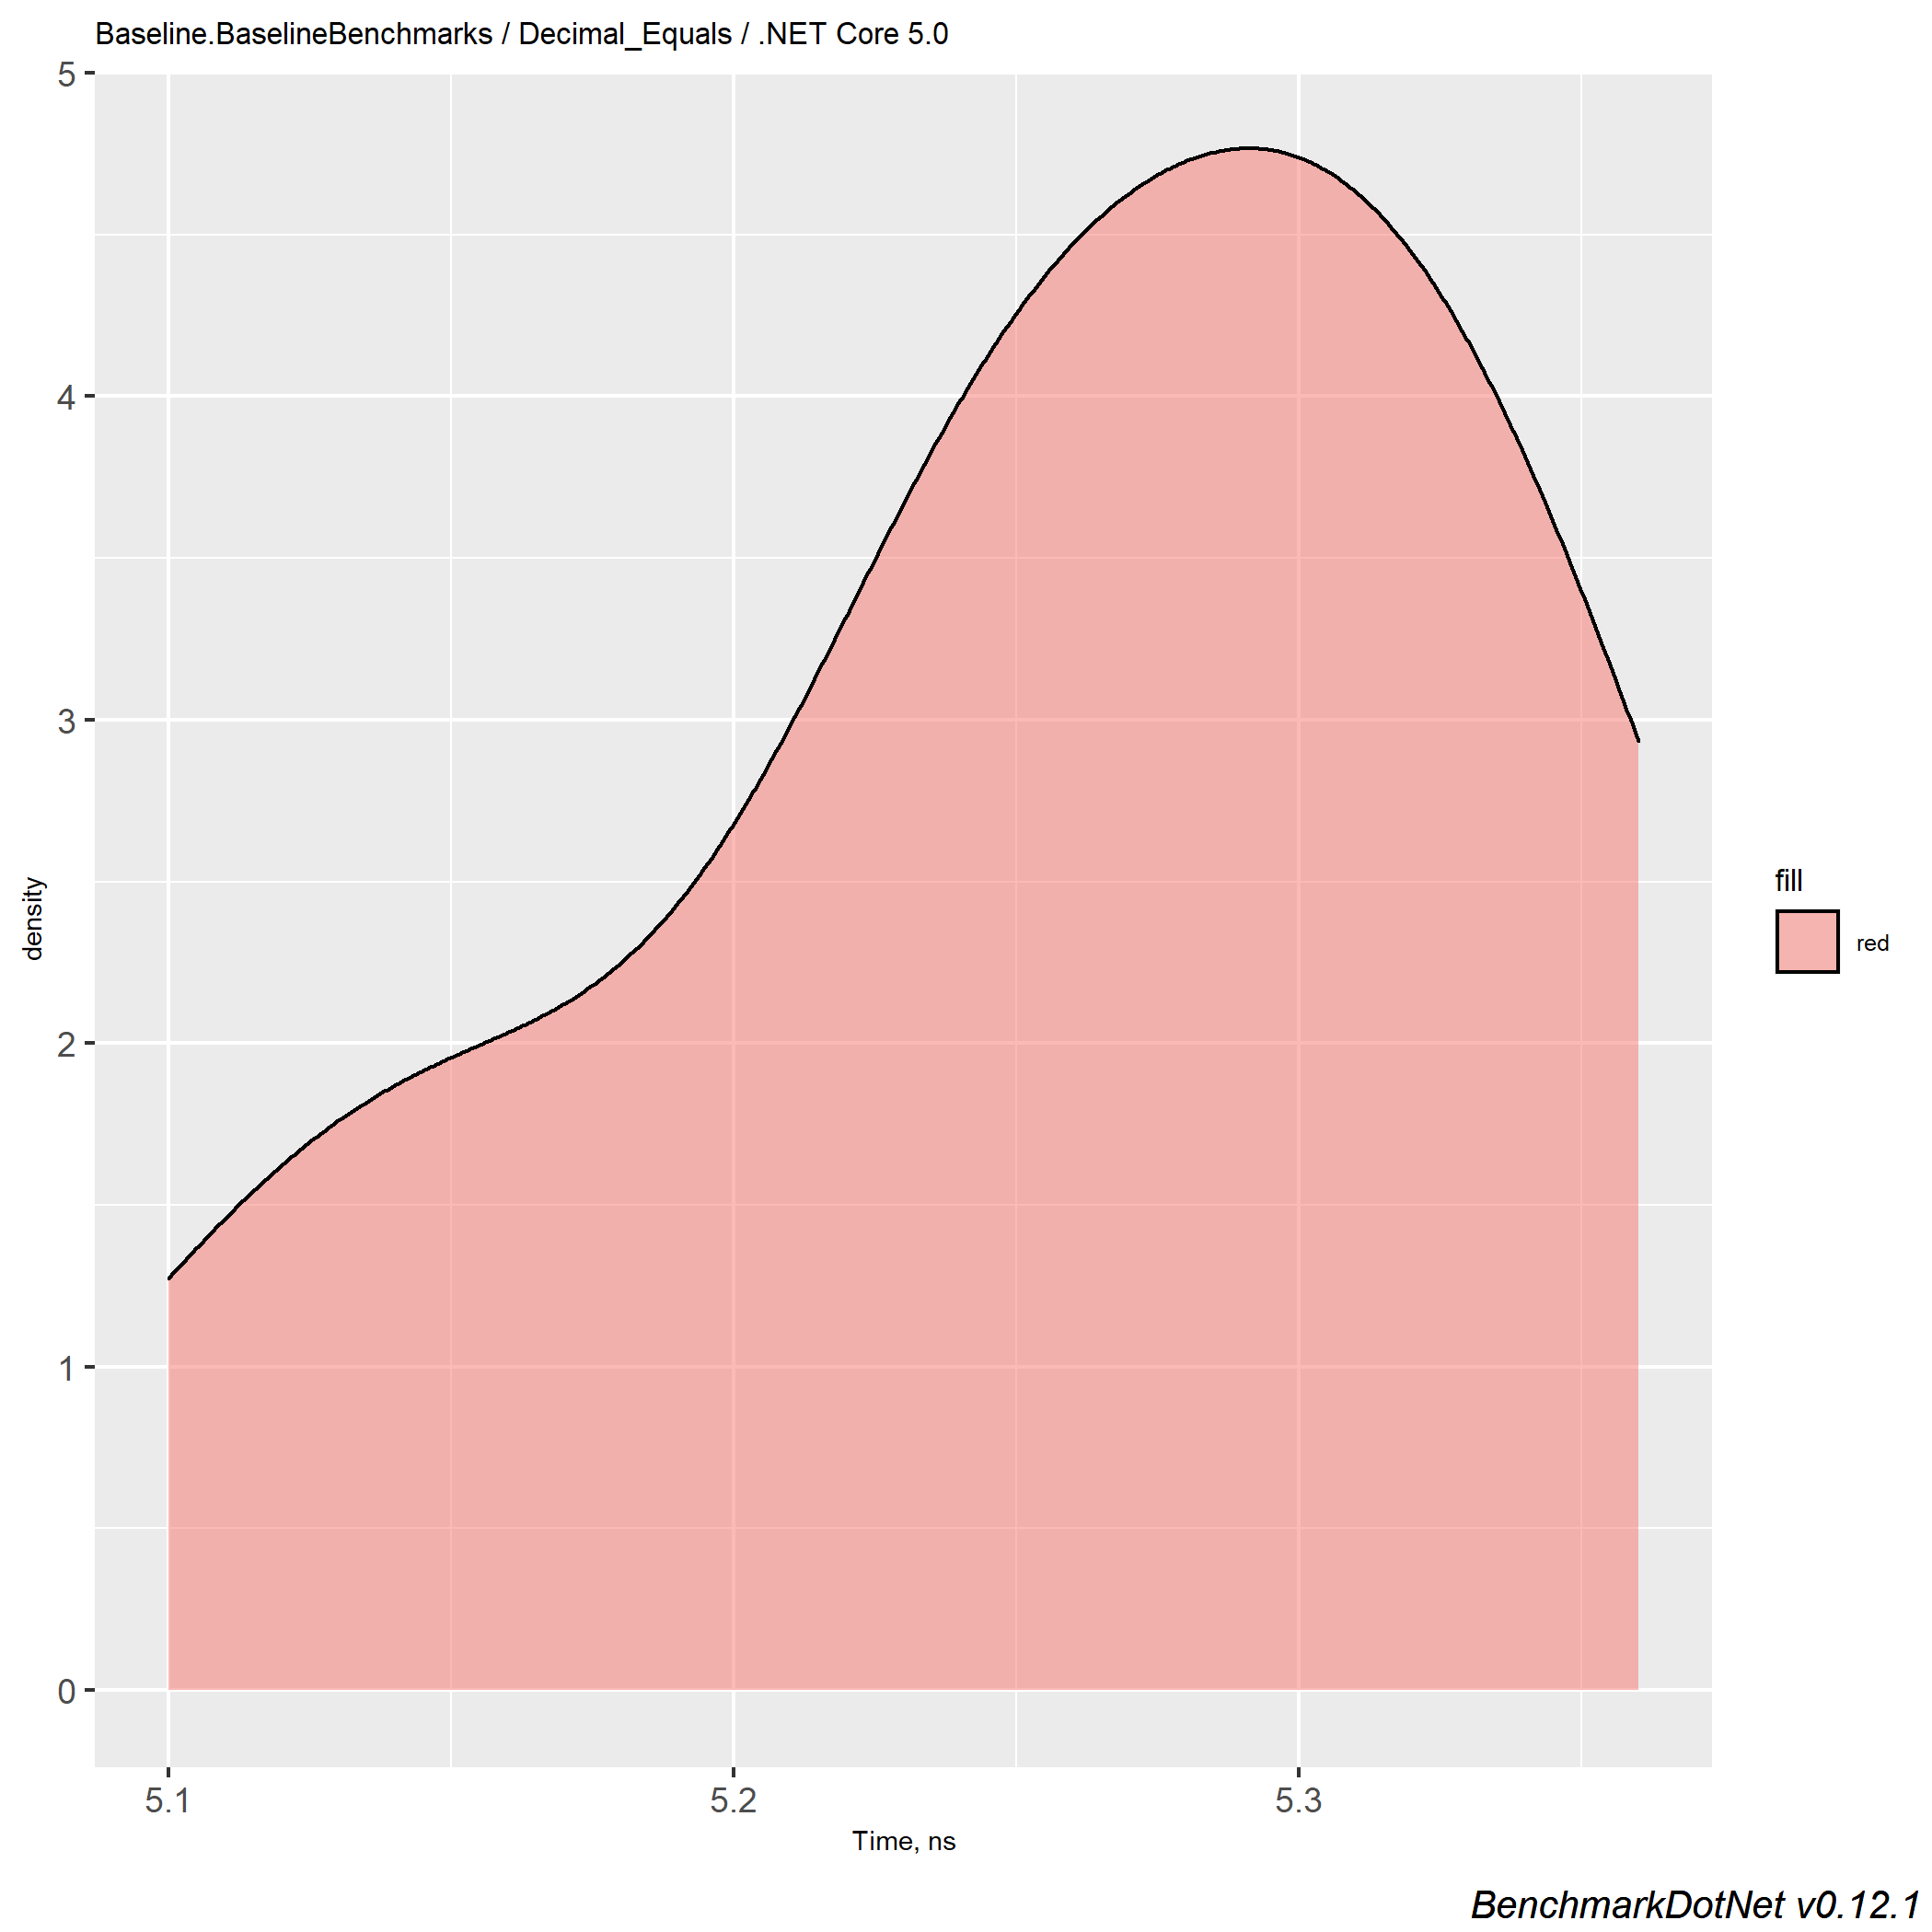 Baseline.BaselineBenchmarks / Decimal_Equals / .NET Core 5.0
5
4
3
2
1
0
density
5.1 5.2 5.3
Time, ns
fill
red
BenchmarkDotNet v0.12.1